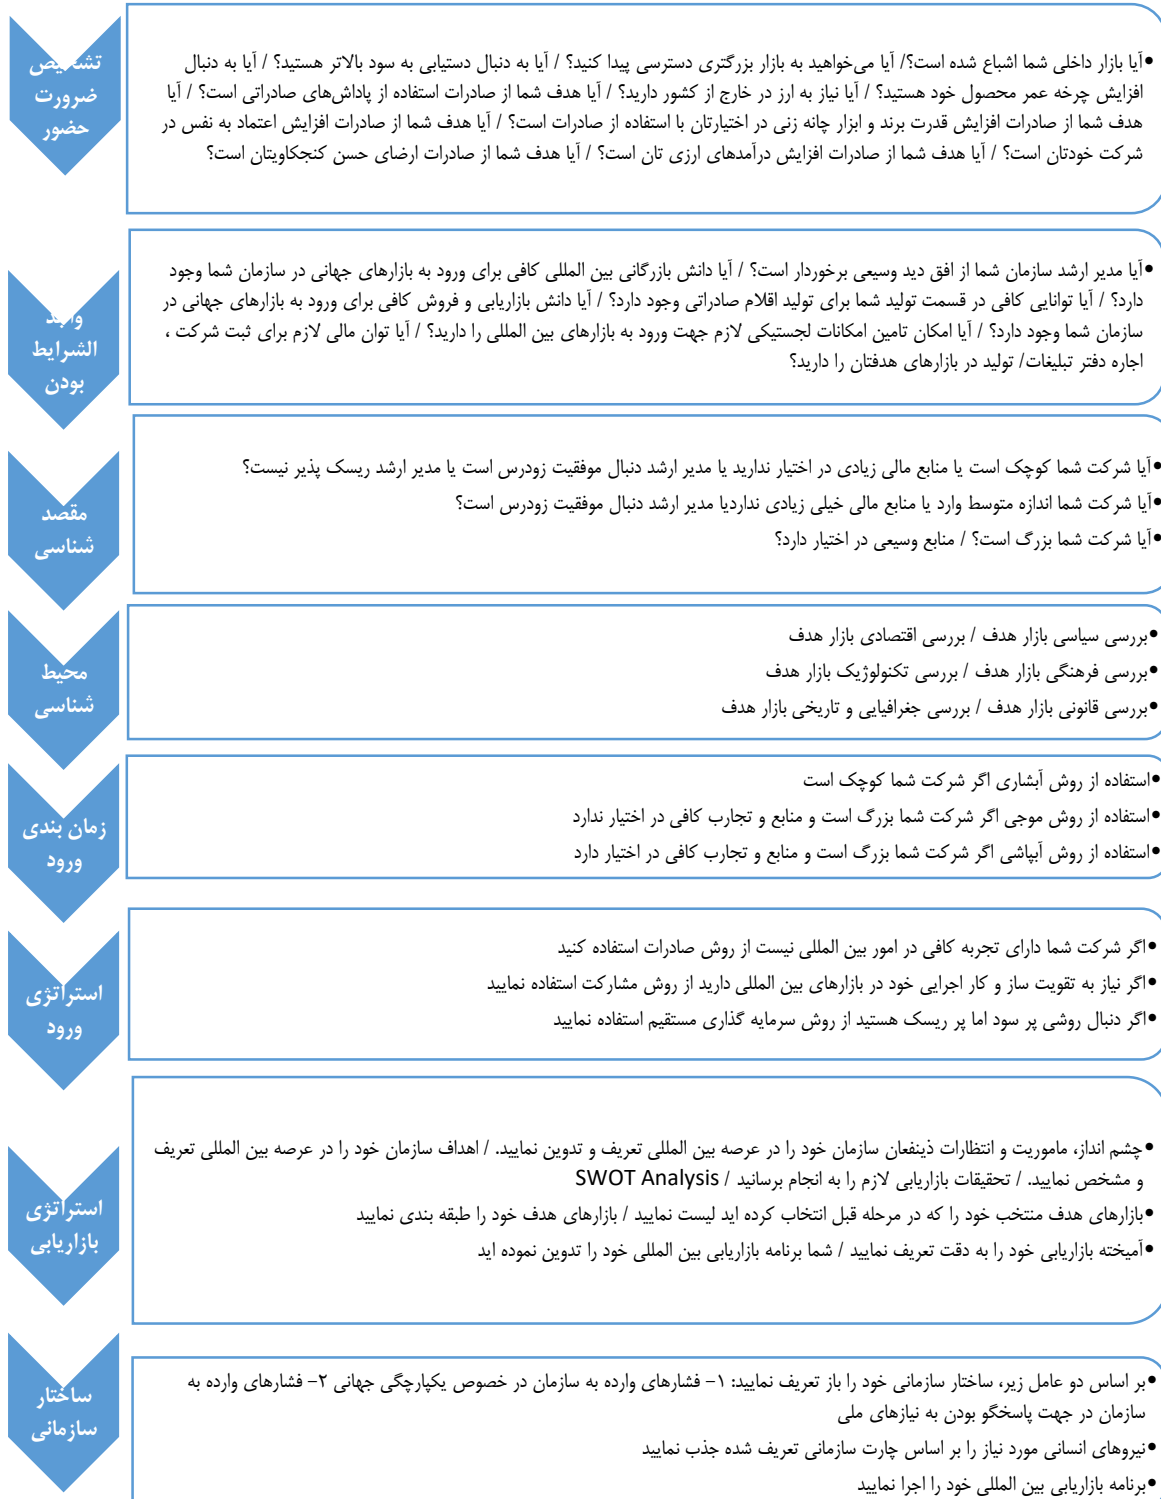 تشخیص
ضرورت
حضور
•آیا بازار داخلی شما اشباع شده است؟/ آیا می‌خواهید به بازار بزرگتری دسترسی پیدا کنید؟ / آیا به دنبال دستیابی به سود بالاتر هستید؟ / آیا به دنبال
افزایش چرخه عمر محصول خود هستید؟ / آیا نیاز به ارز در خارج از کشور دارید؟ / آیا هدف شما از صادرات استفاده از پاداش‌های صادراتی است؟ / آیا
هدف شما از صادرات افزایش قدرت برند و ابزار چانه زنی در اختیارتان با استفاده از صادرات است؟ / آیا هدف شما از صادرات افزایش اعتماد به نفس در
شرکت خودتان است؟ / آیا هدف شما از صادرات افزایش درآمدهای ارزی تان است؟ / آیا هدف شما از صادرات ارضای حسن کنجکاویتان است؟
واجد
الشرایط
بودن
•آیا مدیر ارشد سازمان شما از افق دید وسیعی برخوردار است؟ / آیا دانش بازرگانی بین المللی کافی برای ورود به بازارهای جهانی در سازمان شما وجود
دارد؟ / آیا توانایی کافی در قسمت تولید شما برای تولید اقلام صادراتی وجود دارد؟ / آیا دانش بازاریابی و فروش کافی برای ورود به بازارهای جهانی در
سازمان شما وجود دارد؟ / آیا امکان تامین امکانات لجستیکی لازم جهت ورود به بازارهای بین المللی را دارید؟ / آیا توان مالی لازم برای ثبت شرکت ،
اجاره دفتر تبلیغات/ تولید در بازارهای هدفتان را دارید؟
مقصد
شناسی
•آیا شرکت شما کوچک است یا منابع مالی زیادی در اختیار ندارید یا مدیر ارشد دنبال موفقیت زودرس است یا مدیر ارشد ریسک پذیر نیست؟
•آیا شرکت شما اندازه متوسط وارد یا منابع مالی خیلی زیادی نداردیا مدیر ارشد دنبال موفقیت زودرس است؟
•آیا شرکت شما بزرگ است؟ / منابع وسیعی در اختیار دارد؟
محیط
شناسی
•بررسی سیاسی بازار هدف / بررسی اقتصادی بازار هدف
•بررسی فرهنگی بازار هدف / بررسی تکنولوژیک بازار هدف
•بررسی قانونی بازار هدف / بررسی جغرافیایی و تاریخی بازار هدف
زمان بندی
ورود
•استفاده از روش آبشاری اگر شرکت شما کوچک است
•استفاده از روش موجی اگر شرکت شما بزرگ است و منابع و تجارب کافی در اختیار ندارد
•استفاده از روش آبپاشی اگر شرکت شما بزرگ است و منابع و تجارب کافی در اختیار دارد
استراتژی
ورود
•اگر شرکت شما دارای تجربه کافی در امور بین المللی نیست از روش صادرات استفاده کنید
•اگر نیاز به تقویت ساز و کار اجرایی خود در بازارهای بین المللی دارید از روش مشارکت استفاده نمایید
•اگر دنبال روشی پر سود اما پر ریسک هستید از روش سرمایه گذاری مستقیم استفاده نمایید
استراتژی
بازاریابی
•چشم انداز، ماموریت و انتظارات ذینفعان سازمان خود را در عرصه بین المللی تعریف و تدوین نمایید. / اهداف سازمان خود را در عرصه بین المللی تعریف
و مشخص نمایید. / تحقیقات بازاریابی لازم را به انجام برسانید / SWOT Analysis
•بازارهای هدف منتخب خود را که در مرحله قبل انتخاب کرده اید لیست نمایید / بازارهای هدف خود را طبقه بندی نمایید
•آمیخته بازاریابی خود را به دقت تعریف نمایید / شما برنامه بازاریابی بین المللی خود را تدوین نموده اید
ساختار
سازمانی
•بر اساس دو عامل زیر، ساختار سازمانی خود را باز تعریف نمایید: ۱- فشارهای وارده به سازمان در خصوص یکپارچگی جهانی ۲- فشارهای وارده به
سازمان در جهت پاسخگو بودن به نیازهای ملی
•نیروهای انسانی مورد نیاز را بر اساس چارت سازمانی تعریف شده جذب نمایید
•برنامه بازاریابی بین المللی خود را اجرا نمایید